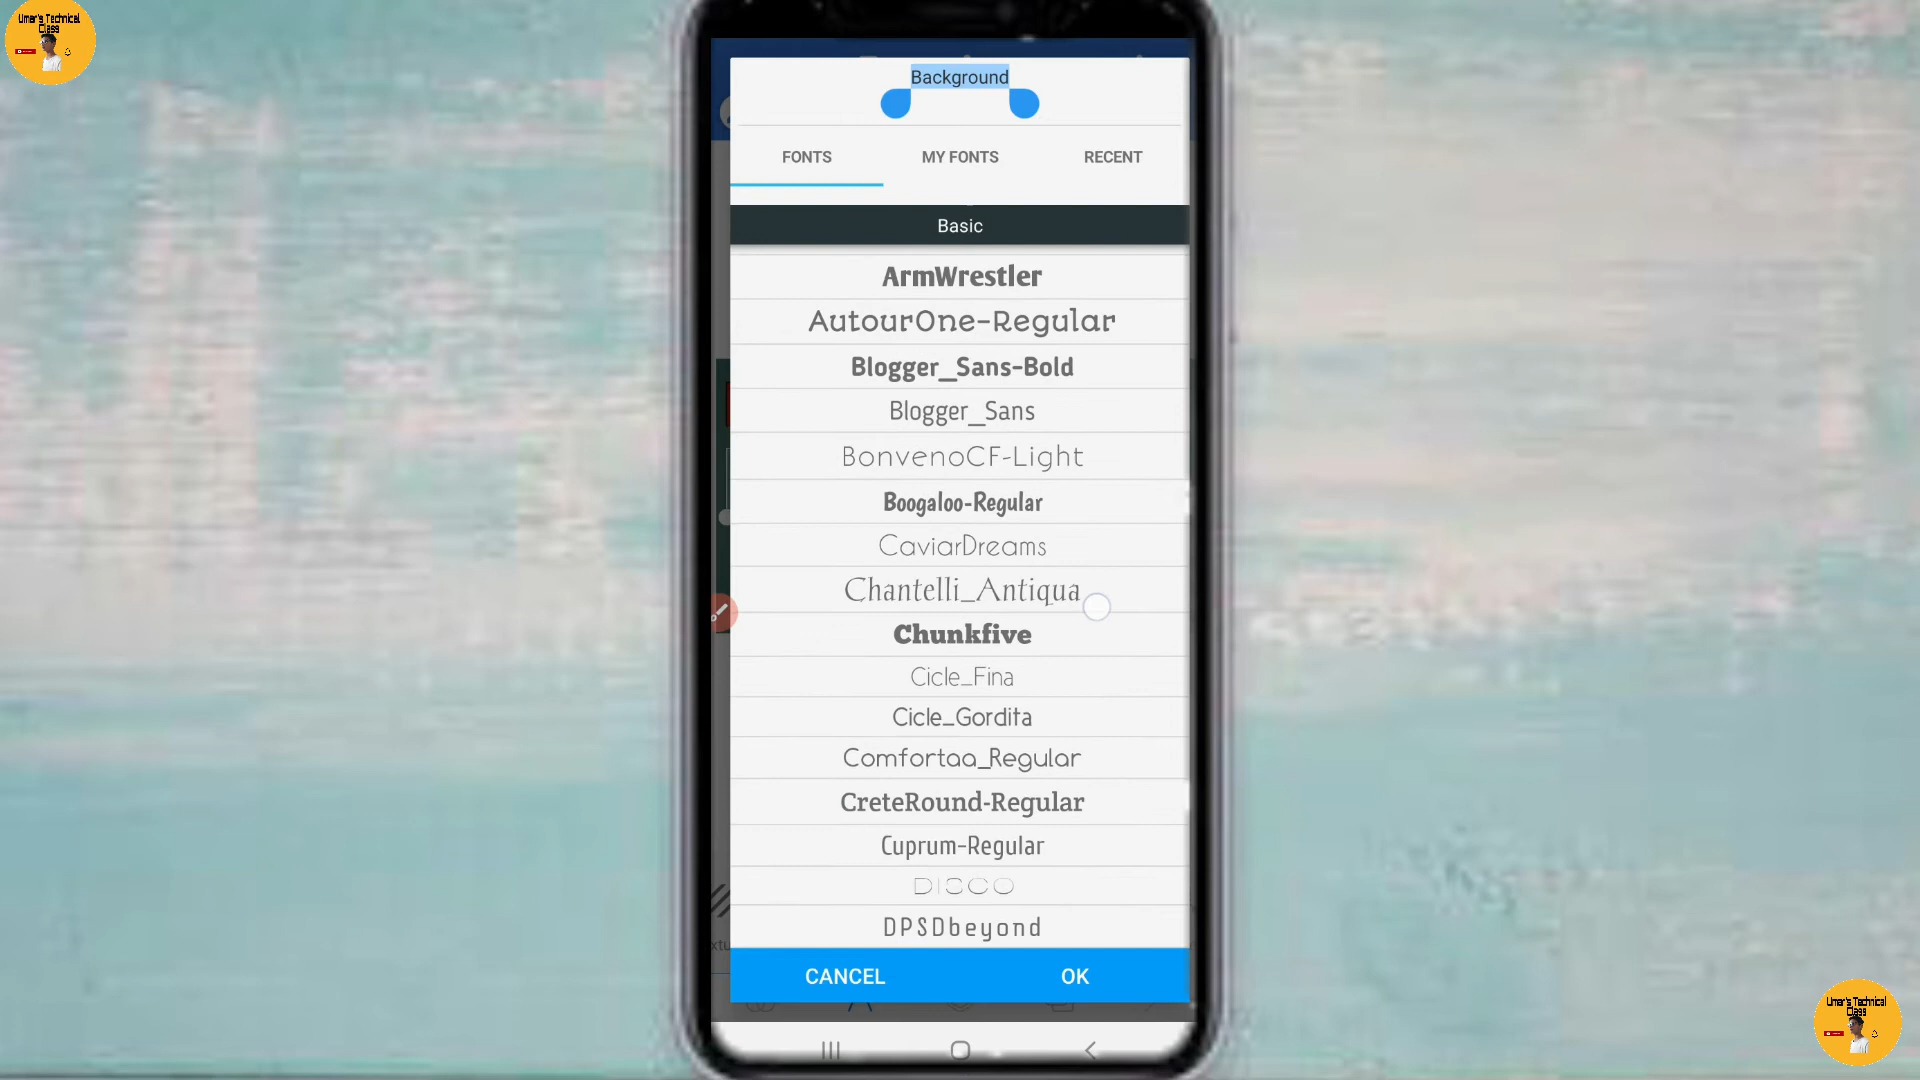 Umar's Technical
Class
Background
FONTS MY FONTS RECENT
Basic
ArmWrestler
AutourOne-Regular
Blogger_Sans-Bold
Blogger_Sans
BonvenoCF-Light
Boogaloo-Regular
CaviarDreams
Chantelli_Antiqua
Chunkfive
Cicle_Fina
Cicle_Gordita
Comfortaa_Regular
CreteRound-Regular
Cuprum-Regular
DISCO
DPSDbeyond
CANCEL OK
Umar's Technical
Class